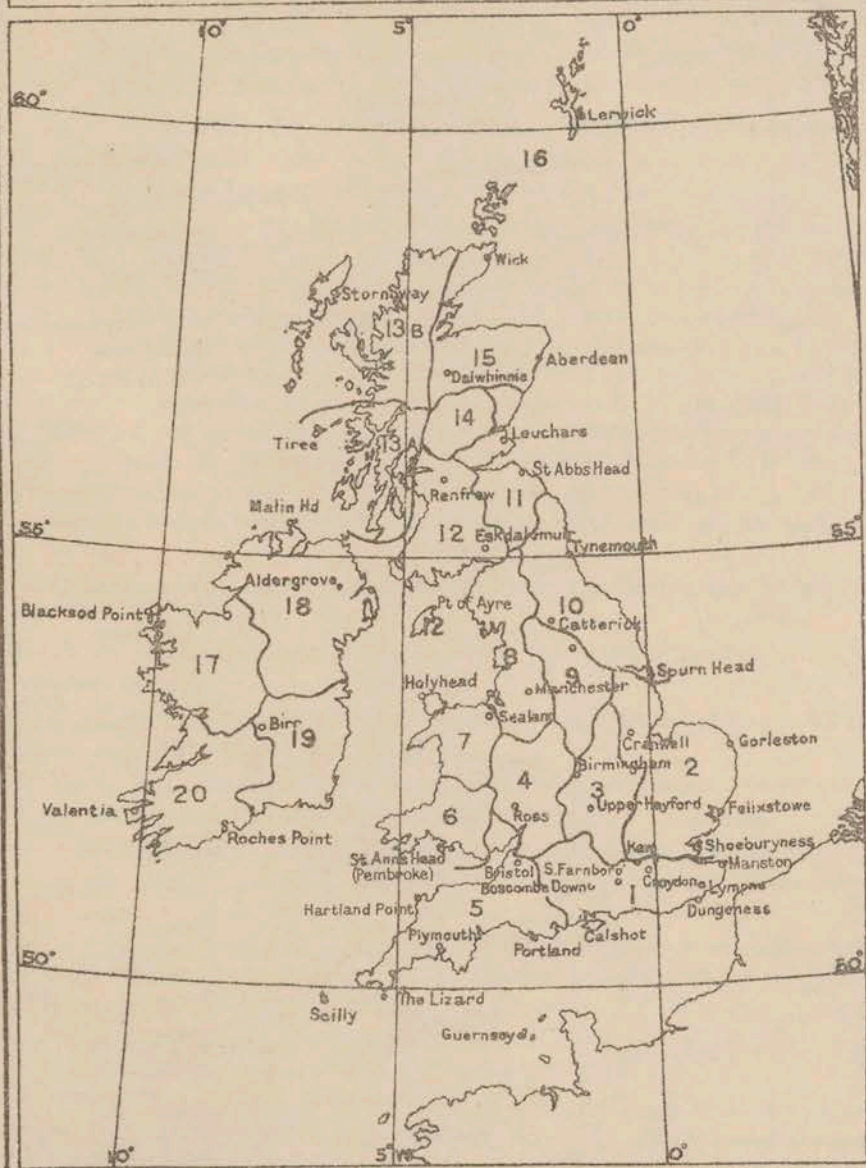 10° 5° 0°
60°
Lerwick
16
Wick
Stornoway
13 B
15
Aberdeen
Dalwhinnie
14
Tiree
13 A
Leuchars
St Abbs Head
Renfrew
11
Malin Hd
55° 12 Eskdalemuir 55°
Tynemouth
Aldergrove
18
Pt of Ayre
10
Blacksod Point
12
Catterick
17
8
9
Spurn Head
Holyhead
Manchester
Sealand
Birr
19
7
Cranwell
Gorleston
4
Birmingham
2
20
3
Valentia
6
Ross
Upper Heyford
Felixstowe
Roches Point
Kew
Shoeburyness
St Anns Head
(Pembroke)
Bristol
S. Farnboro
Manston
Boscombe Down
Croydon
Lympne
Hartland Point
5
1
Dungeness
Plymouth
Portland
Calshot
50° 50°
Scilly
The Lizard
Guernsey
10° 5°W 0°